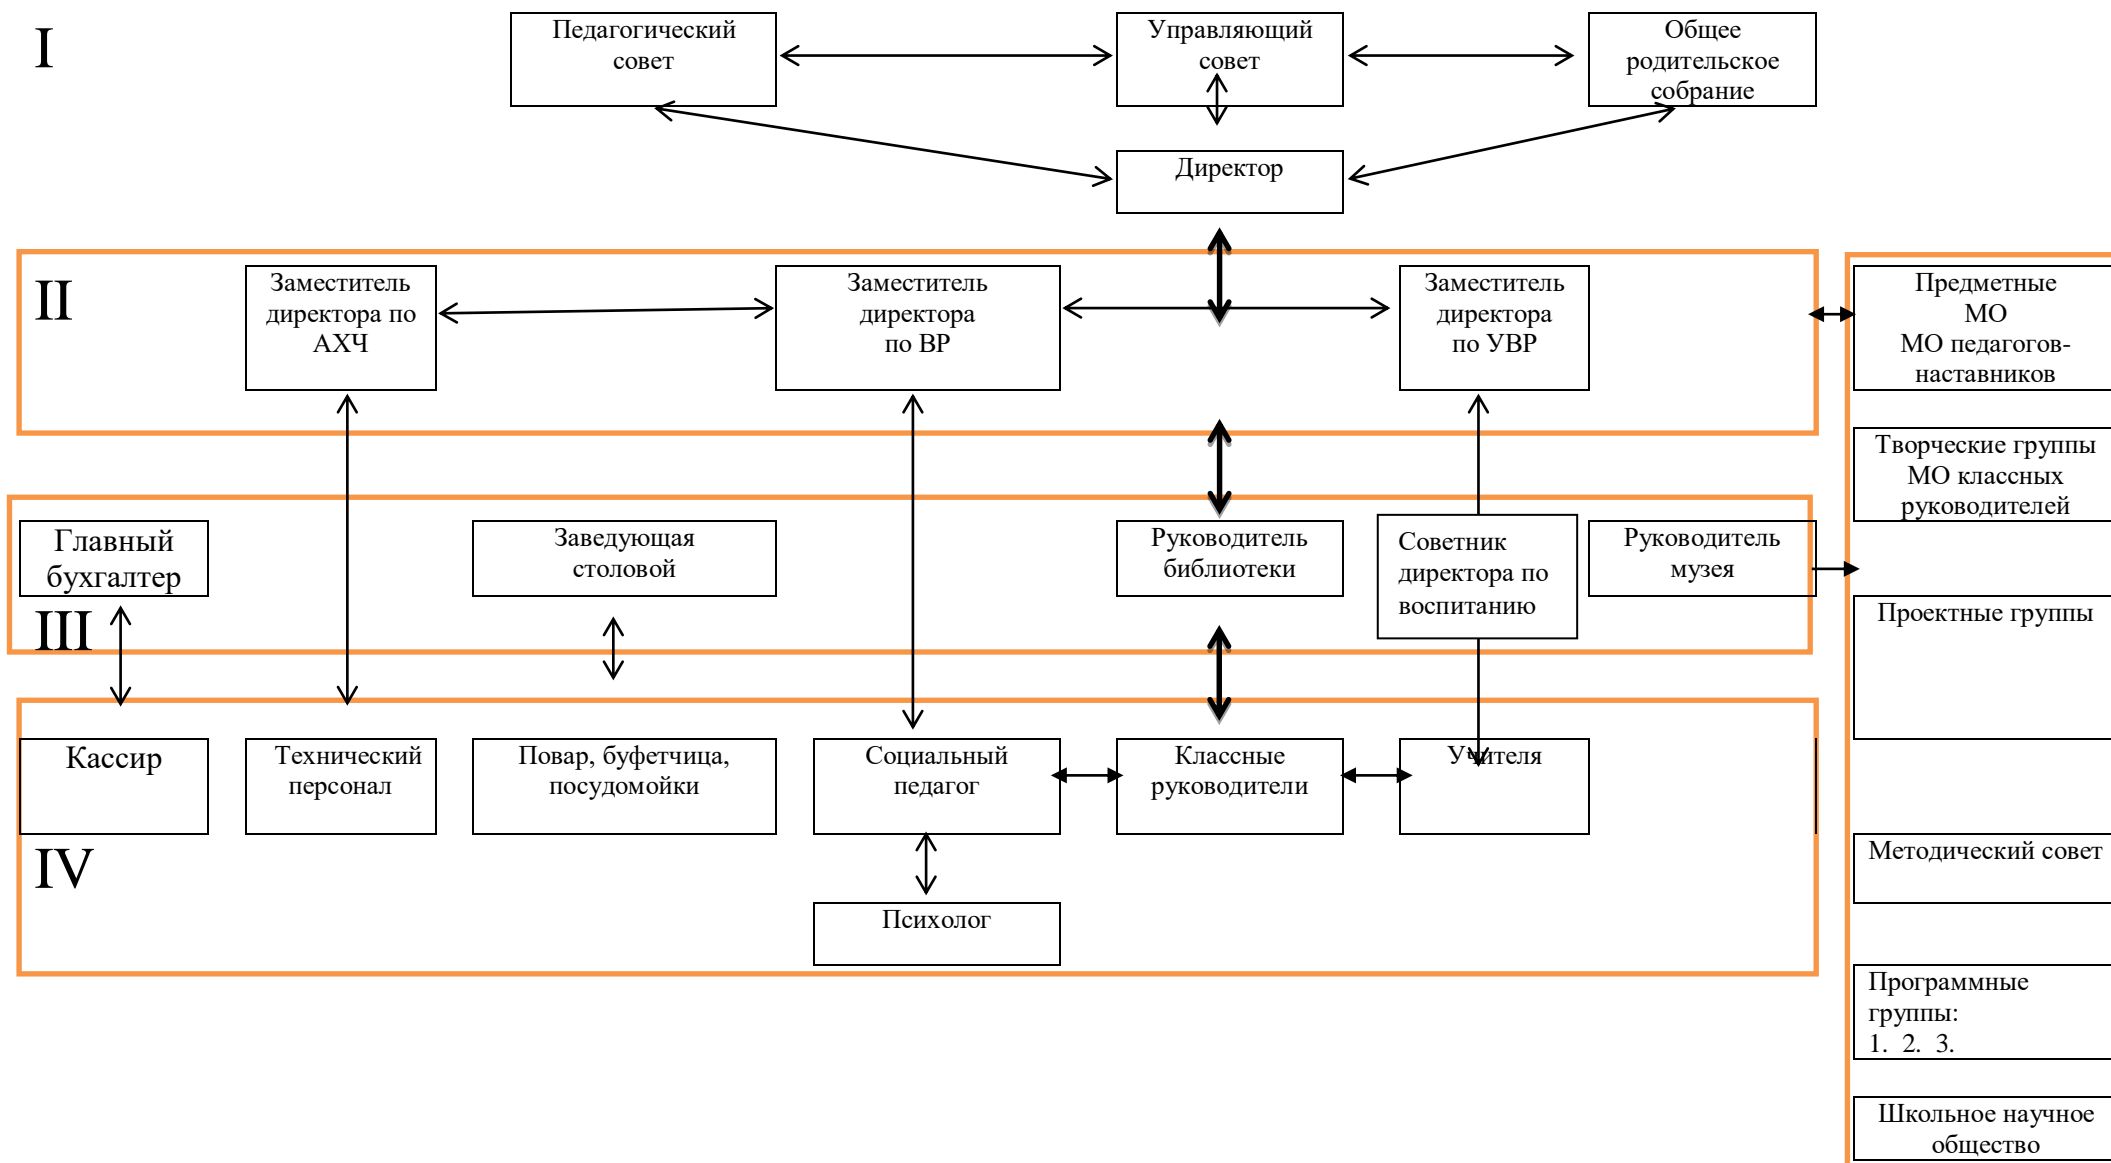 I
Педагогический
совет
Управляющий
совет
Общее
родительское
собрание
Директор
II
Заместитель
директора по
АХЧ
Заместитель
директора
по ВР
Заместитель
директора
по УВР
Предметные
МО
МО педагогов-
наставников
Творческие группы
МО классных
руководителей
Главный
бухгалтер
Заведующая
столовой
Руководитель
библиотеки
Советник
директора по
воспитанию
Руководитель
музея
III
Проектные группы
Кассир
Технический
персонал
Повар, буфетчица,
посудомойки
Социальный
педагог
Классные
руководители
Учителя
IV
Методический совет
Психолог
Программные
группы:
1. 2. 3.
Школьное научное
общество